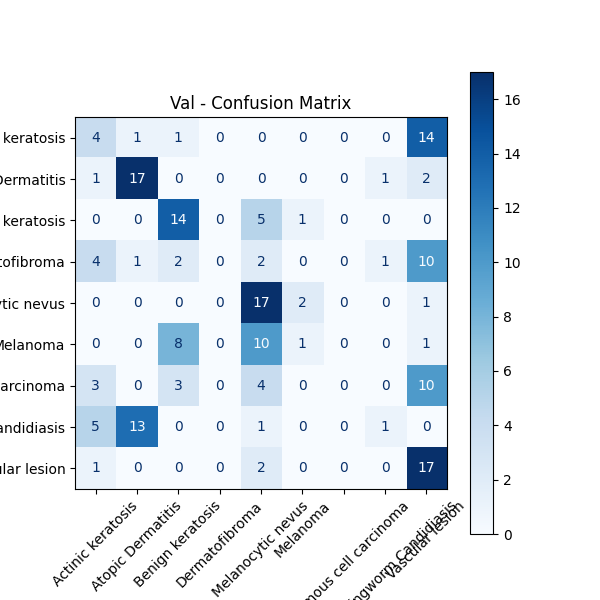 Val - Confusion Matrix
keratosis 4 1 1 0 0 0 0 0 14
Dermatitis 1 17 0 0 0 0 0 1 2
keratosis 0 0 14 0 5 1 0 0 0
tofibroma 4 1 2 0 2 0 0 1 10
tic nevus 0 0 0 0 17 2 0 0 1
Melanoma 0 0 8 0 10 1 0 0 1
arcinoma 3 0 3 0 4 0 0 0 10
andidiasis 5 13 0 0 1 0 0 1 0
ular lesion 1 0 0 0 2 0 0 0 17
Actinic keratosis
Atopic Dermatitis
Benign keratosis
Dermatofibroma
Melanocytic nevus
Melanoma
mous cell carcinoma
ngworm Candidiasis
Vascular lesion
16
14
12
10
8
6
4
2
0